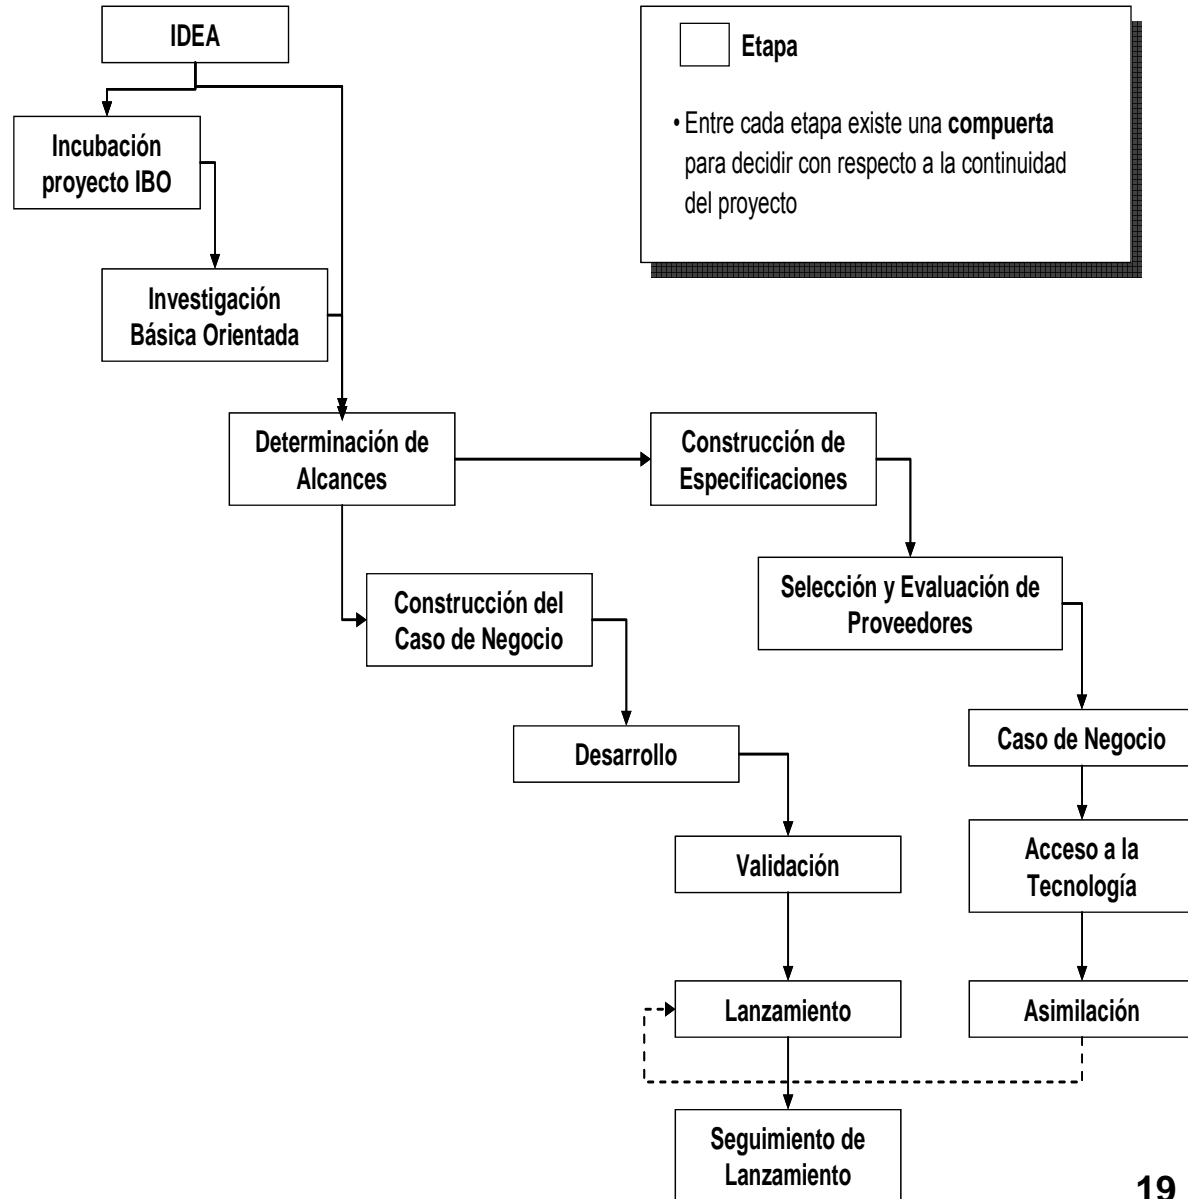 IDEA
Etapa
• Entre cada etapa existe una compuerta
para decidir con respecto a la continuidad
del proyecto
Incubación
proyecto IBO
Investigación
Básica Orientada
Determinación de
Alcances
Construcción de
Especificaciones
Selección y Evaluación de
Proveedores
Construcción del
Caso de Negocio
Desarrollo
Caso de Negocio
Validación
Acceso a la
Tecnología
Lanzamiento
Asimilación
Seguimiento de
Lanzamiento
19